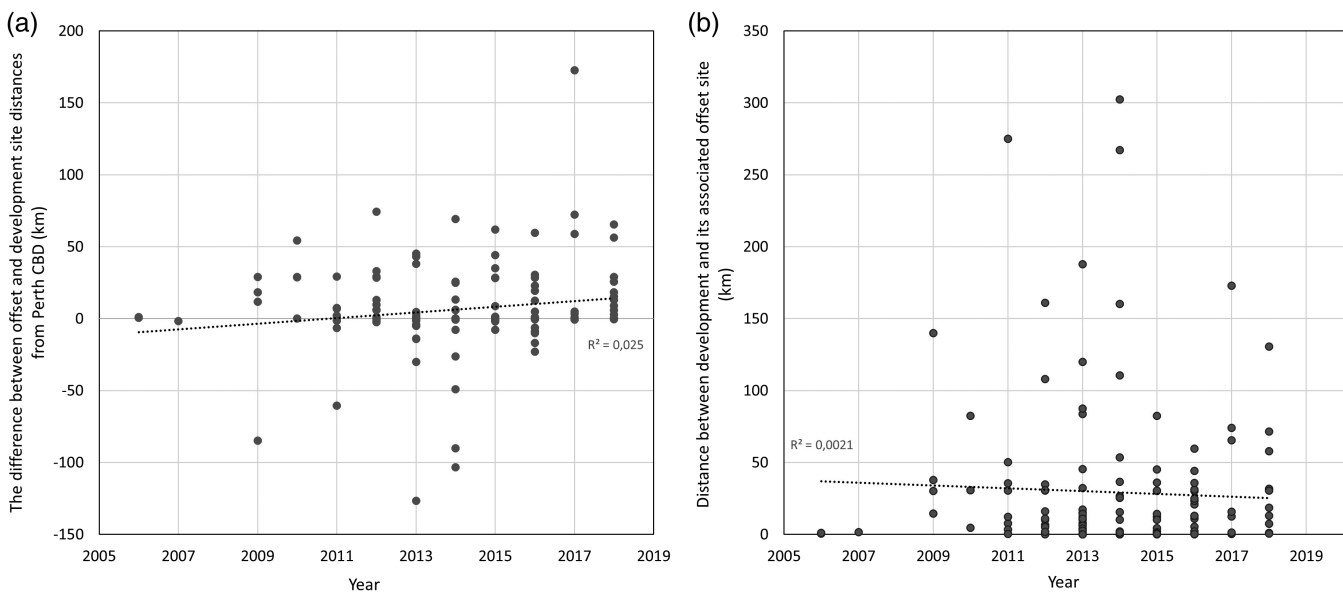 (a)
The difference between offset and development site distances
from Perth CBD (km)
200
150
100
50
0
-50
-100
-150
R² = 0,025
2005 2007 2009 2011 2013 2015 2017 2019
Year
(b)
Distance between development and its associated offset site
(km)
350
300
250
200
150
100
50
0
R² = 0,0021
2005 2007 2009 2011 2013 2015 2017 2019
Year